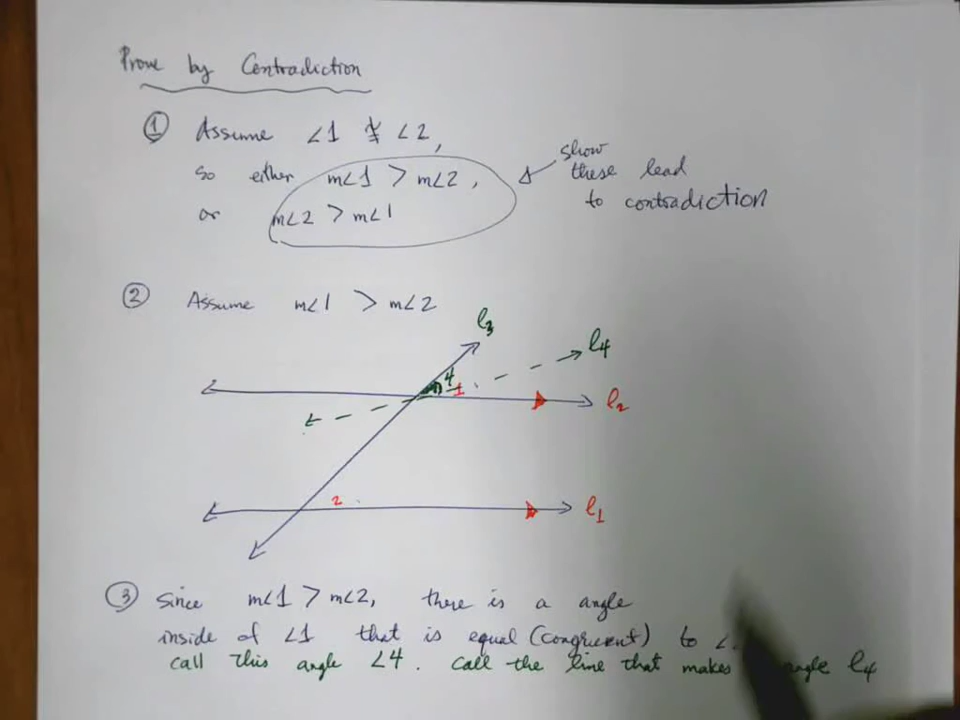 Prove by Contradiction
① Assume ∠1 ≇ ∠2,
so either m∠1 > m∠2,
or m∠2 > m∠1
show
these lead
to contradiction
② Assume m∠1 > m∠2
l3
l4
4
1
l2
2
l1
③ Since m∠1 > m∠2, there is a angle
inside of ∠1 that is equal (congruent) to ∠
call this angle ∠4. Call the line that makes angle l4